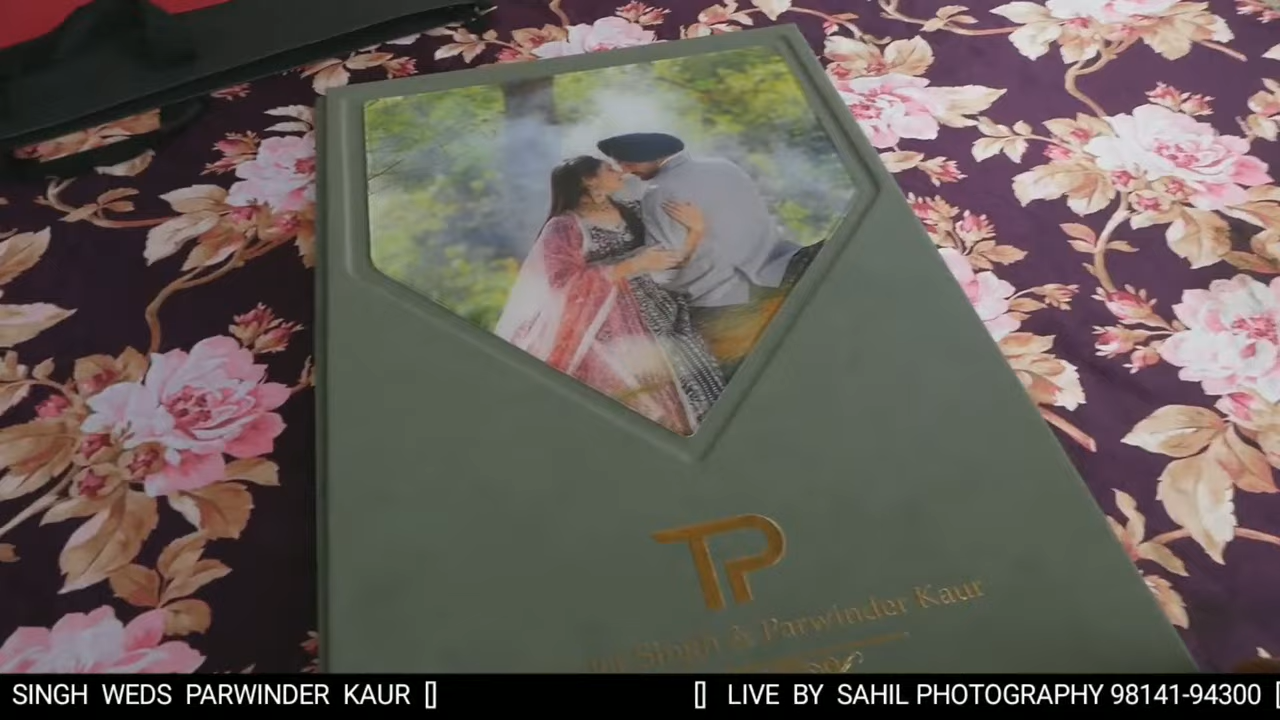 TP
Singh & Parwinder Kaur
SINGH WEDS PARWINDER KAUR [] [] LIVE BY SAHIL PHOTOGRAPHY 98141-94300 [